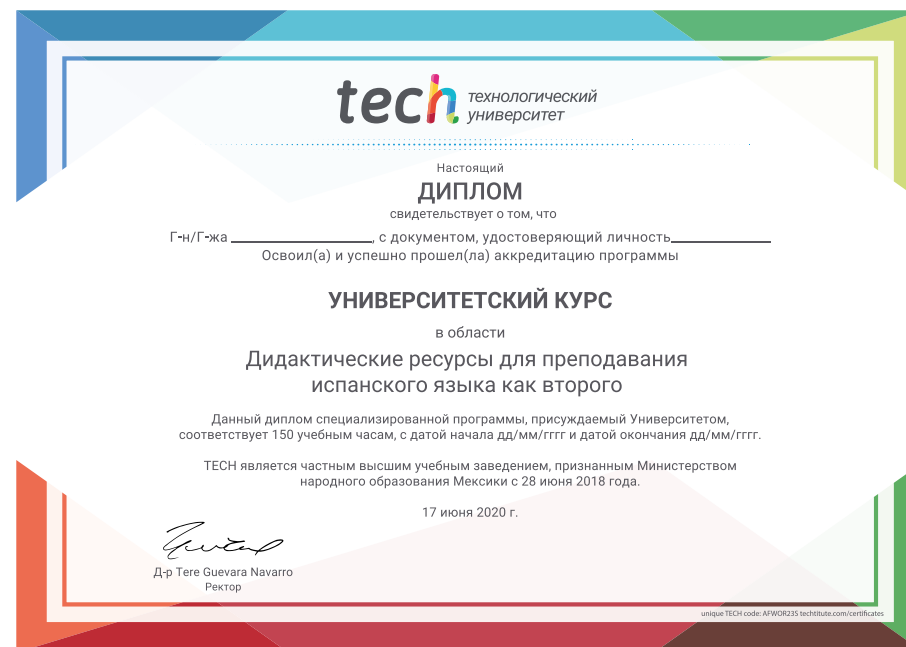 tech технологический
университет
Настоящий
ДИПЛОМ
свидетельствует о том, что
Г-н/Г-жа ____________________, с документом, удостоверяющий личность______________
Освоил(а) и успешно прошел(ла) аккредитацию программы
УНИВЕРСИТЕТСКИЙ КУРС
в области
Дидактические ресурсы для преподавания
испанского языка как второго
Данный диплом специализированной программы, присуждаемый Университетом,
соответствует 150 учебным часам, с датой начала дд/мм/гггг и датой окончания дд/мм/гггг.
TECH является частным высшим учебным заведением, признанным Министерством
народного образования Мексики с 28 июня 2018 года.
17 июня 2020 г.
Д-р Tere Guevara Navarro
Ректор
unique TECH code: AFWOR23S techtitute.com/certificates